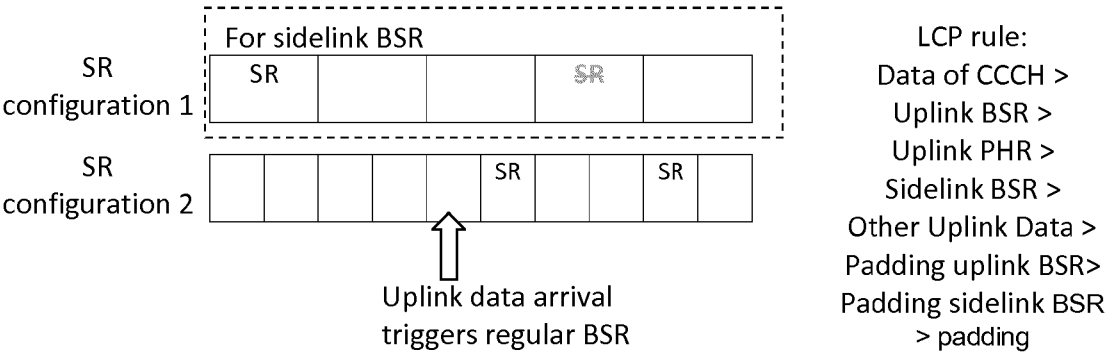 For sidelink BSR
SR
configuration 1
SR
SR
SR
configuration 2
SR
SR
Uplink data arrival
triggers regular BSR
LCP rule:
Data of CCCH >
Uplink BSR >
Uplink PHR >
Sidelink BSR >
Other Uplink Data >
Padding uplink BSR>
Padding sidelink BSR
> padding